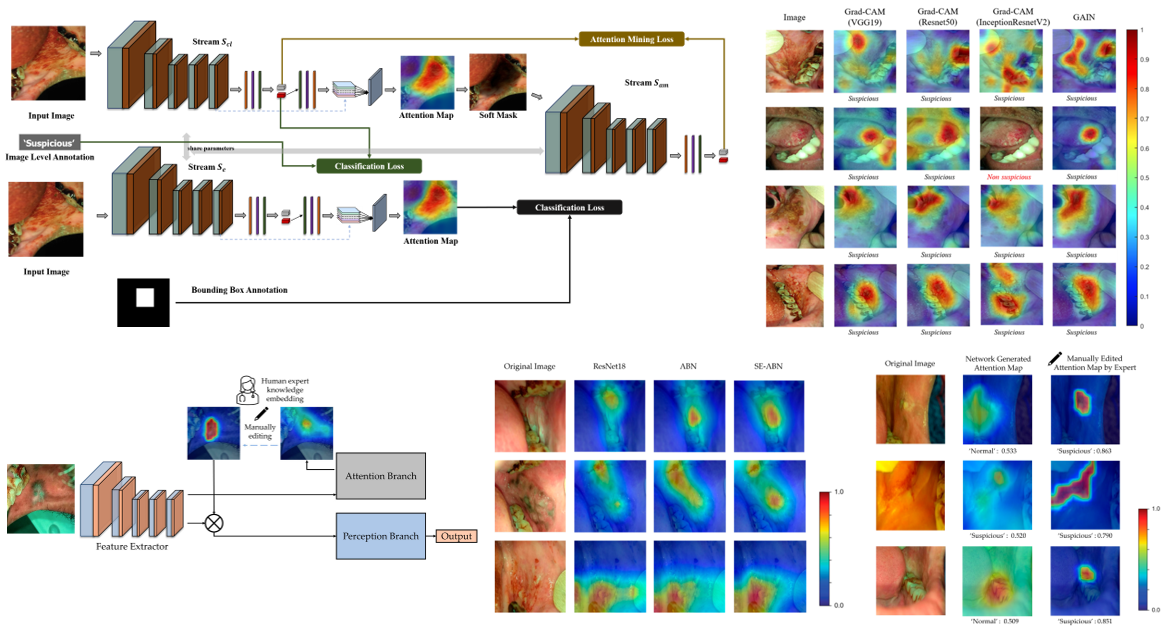 Stream Scl
Attention Mining Loss
Stream Sam
Input Image
Attention Map
Soft Mask
'Suspicious'
Image Level Annotation
share parameters
Stream Se
Classification Loss
Classification Loss
Attention Map
Input Image
Bounding Box Annotation
Image
Grad-CAM
(VGG19)
Grad-CAM
(Resnet50)
Grad-CAM
(InceptionResnetV2)
GAIN
Suspicious
Suspicious
Suspicious
Suspicious
Suspicious
Suspicious
Non suspicious
Suspicious
Suspicious
Suspicious
Suspicious
Suspicious
Suspicious
Suspicious
Suspicious
Suspicious
1
0.9
0.8
0.7
0.6
0.5
0.4
0.3
0.2
0.1
0
Human expert
knowledge
embedding
Manually
editing
Attention Branch
Perception Branch
Output
Feature Extractor
Original Image
ResNet18
ABN
SE-ABN
1.0
0.0
Original Image
Network Generated
Attention Map
Manually Edited
Attention Map by Expert
'Normal' : 0.533
'Suspicious' : 0.863
'Suspicious' : 0.520
'Suspicious' : 0.790
'Normal' : 0.509
'Suspicious' : 0.851
1.0
0.0